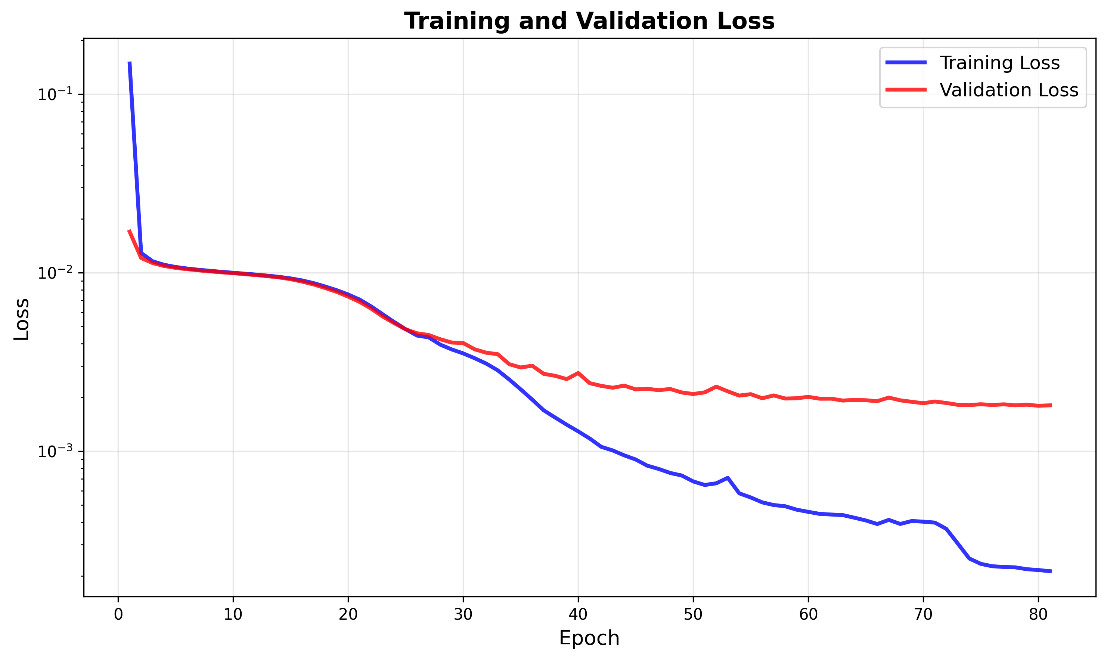 Training and Validation Loss
Training Loss
Validation Loss
10⁻¹
10⁻²
10⁻³
Loss
0 10 20 30 40 50 60 70 80
Epoch